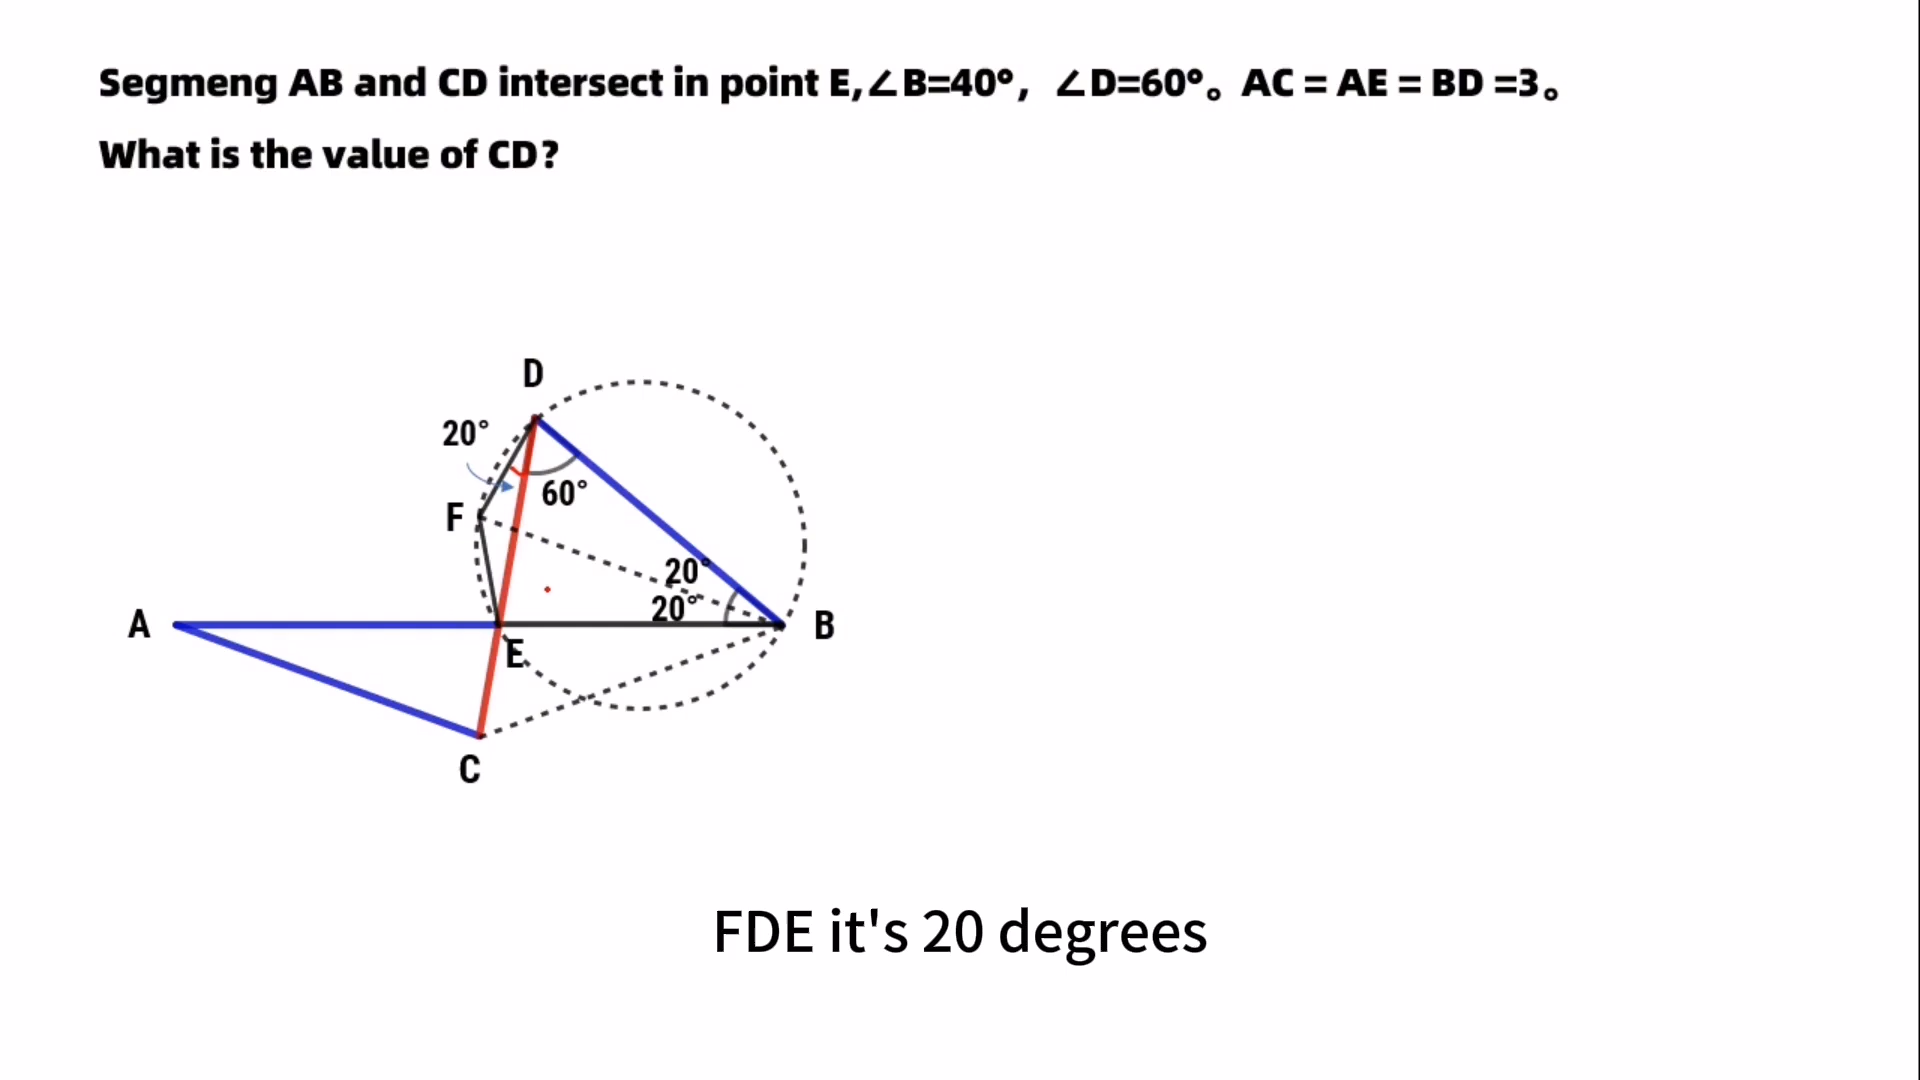 Segmeng AB and CD intersect in point E,∠B=40°, ∠D=60°。AC = AE = BD =3。
What is the value of CD?
D
20°
60°
F
20°
20°
A
B
E
C
FDE it's 20 degrees